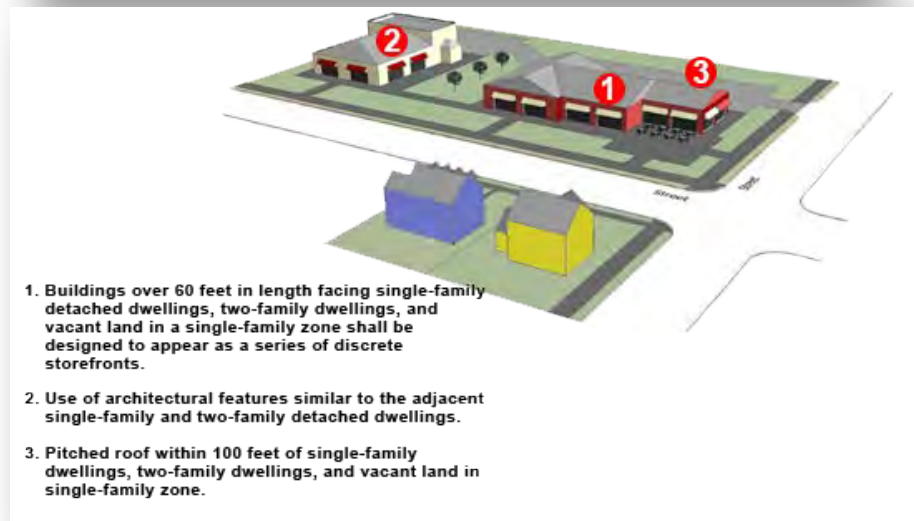 2
3
1
Street
Street
1. Buildings over 60 feet in length facing single-family
detached dwellings, two-family dwellings, and
vacant land in a single-family zone shall be
designed to appear as a series of discrete
storefronts.
2. Use of architectural features similar to the adjacent
single-family and two-family detached dwellings.
3. Pitched roof within 100 feet of single-family
dwellings, two-family dwellings, and vacant land in
single-family zone.